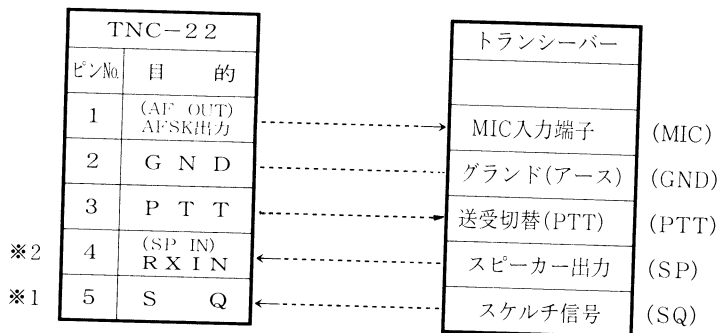 TNC-22
ピンNo. 目 的
1 (AF OUT) AFSK出力
2 GND
3 PTT
※2 4 (SP IN) RXIN
※1 5 SQ
トランシーバー
MIC入力端子 (MIC)
グランド(アース) (GND)
送受切替(PTT) (PTT)
スピーカー出力 (SP)
スケルチ信号 (SQ)